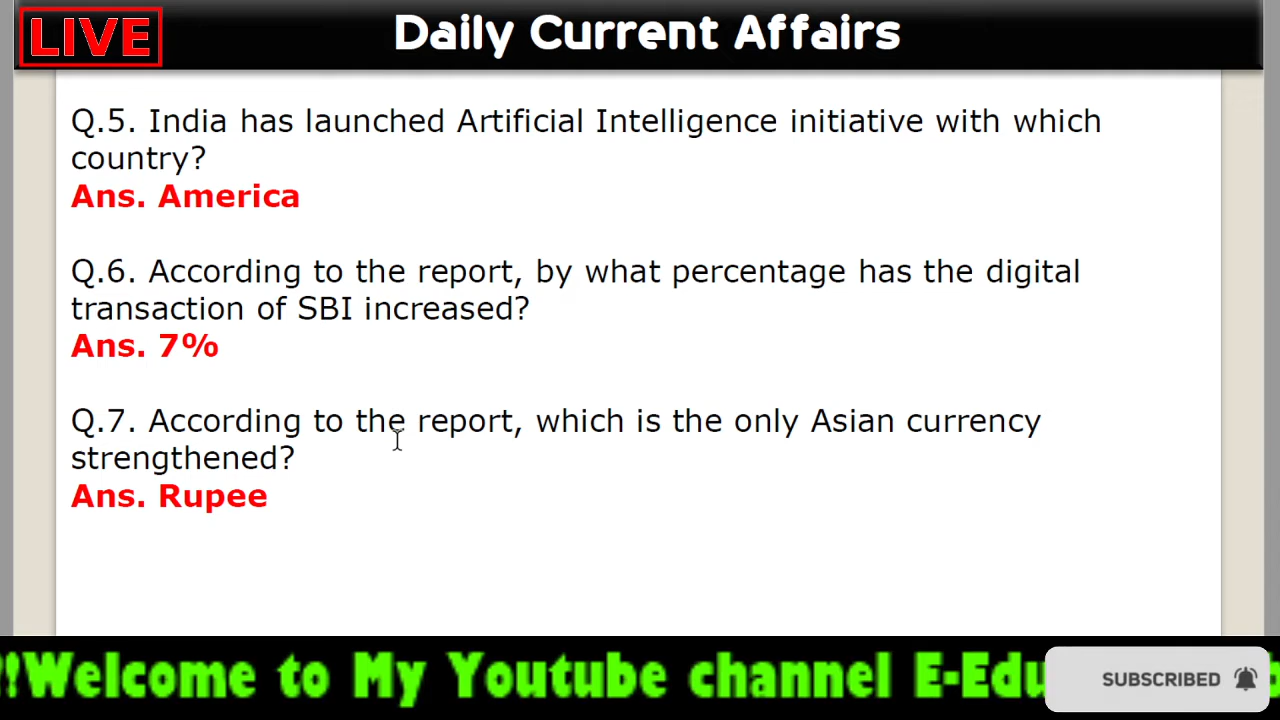 LIVE
Daily Current Affairs
Q.5. India has launched Artificial Intelligence initiative with which
country?
Ans. America
Q.6. According to the report, by what percentage has the digital
transaction of SBI increased?
Ans. 7%
Q.7. According to the report, which is the only Asian currency
strengthened?
Ans. Rupee
!!Welcome to My Youtube channel E-Edu
SUBSCRIBED